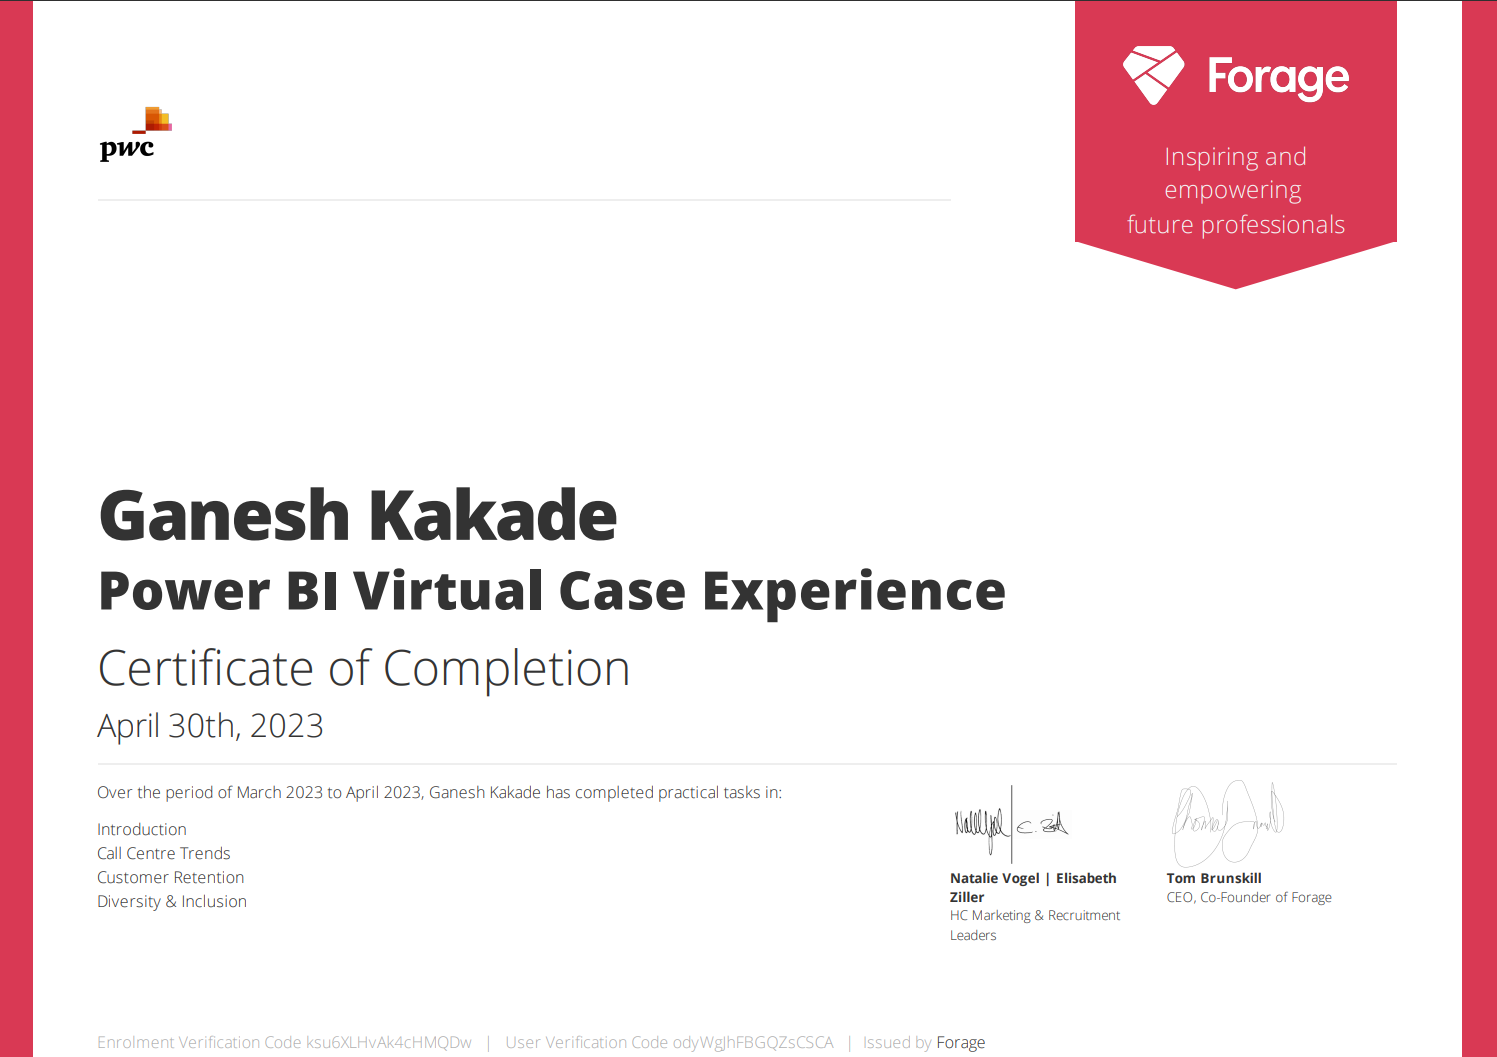 pwc
Forage
Inspiring and
empowering
future professionals
Ganesh Kakade
Power BI Virtual Case Experience
Certificate of Completion
April 30th, 2023
Over the period of March 2023 to April 2023, Ganesh Kakade has completed practical tasks in:
Introduction
Call Centre Trends
Customer Retention
Diversity & Inclusion
Natalie Vogel | Elisabeth
Ziller
HC Marketing & Recruitment
Leaders
Tom Brunskill
CEO, Co-Founder of Forage
Enrolment Verification Code ksu6XLHvAk4cHMQDw | User Verification Code odyWgJhFBGQZsCSCA | Issued by Forage